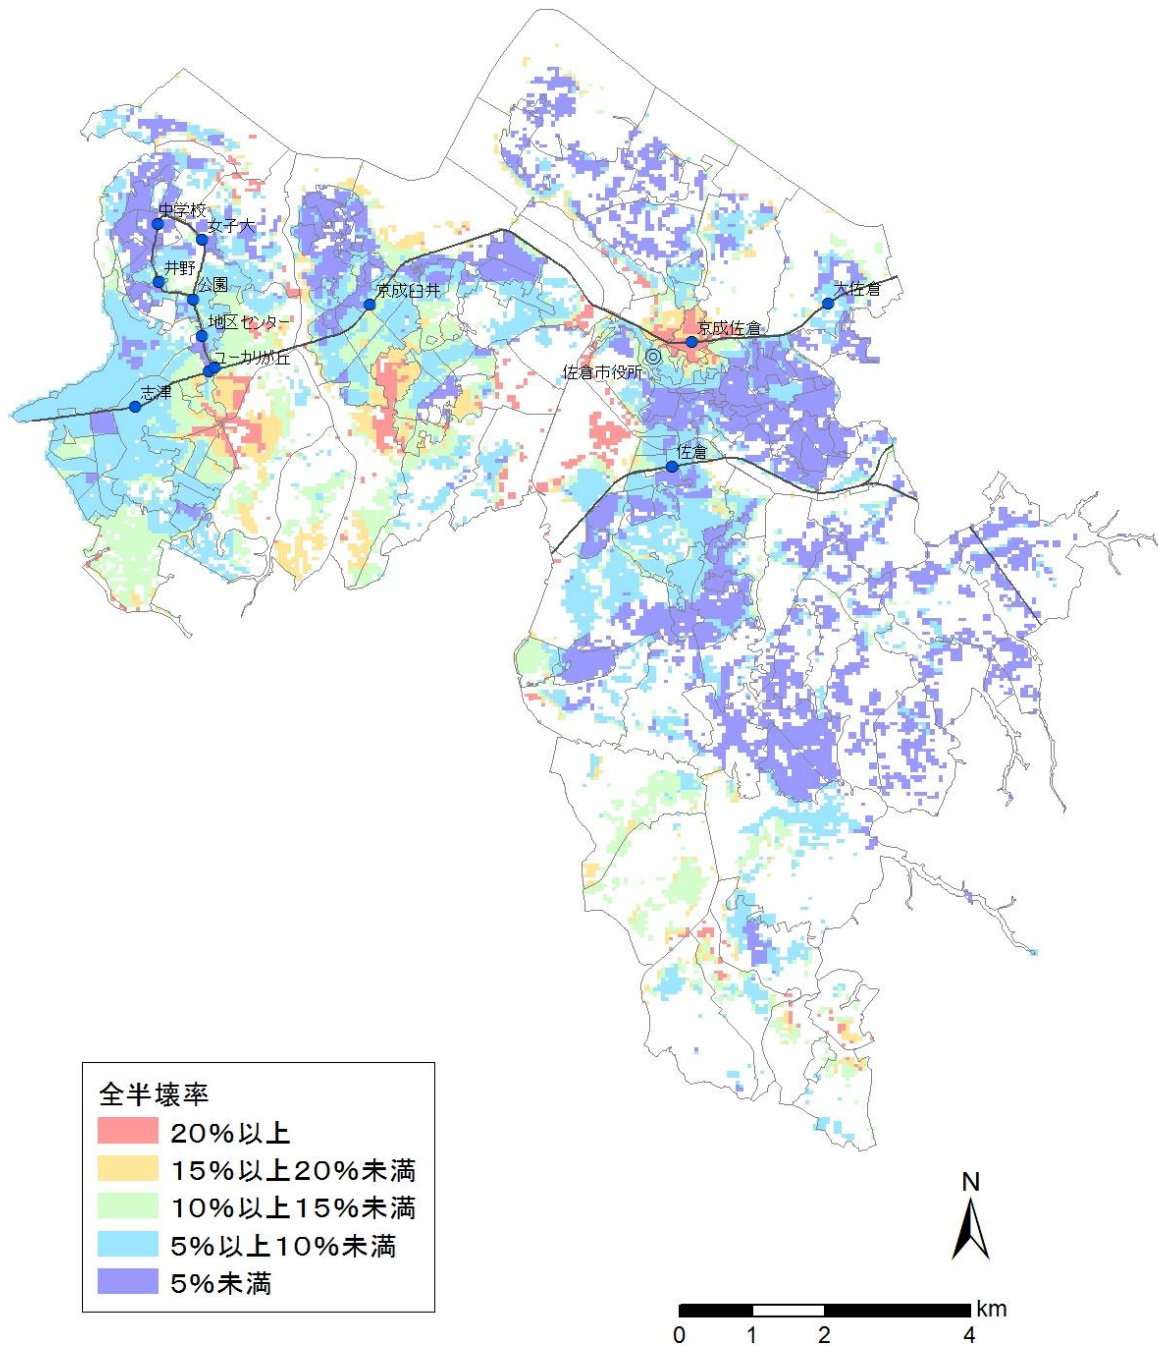 中学校
女子大
井野
公園
京成臼井
大佐倉
地区センター
京成佐倉
ユーカリが丘
佐倉市役所
志津
佐倉
全半壊率
20%以上
15%以上20%未満
10%以上15%未満
5%以上10%未満
5%未満
N
km
0 1 2 4